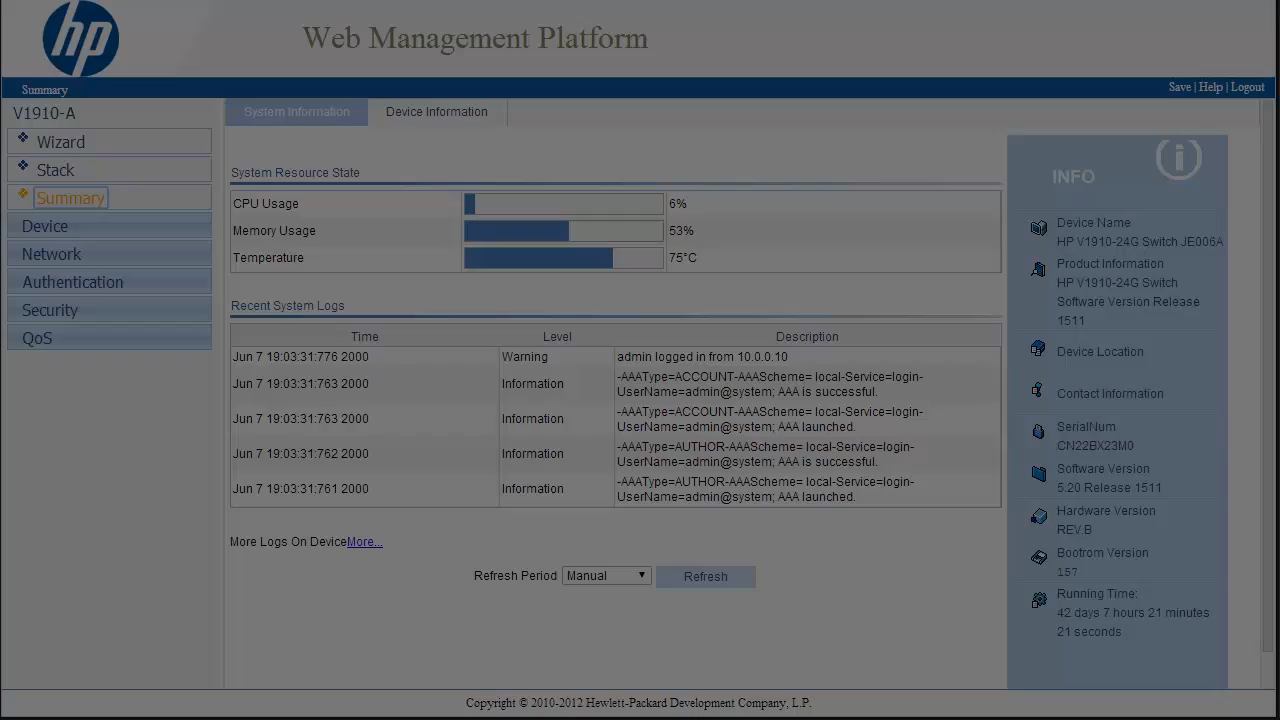 hp
Web Management Platform
Summary
Save | Help | Logout
V1910-A
Wizard
Stack
Summary
Device
Network
Authentication
Security
QoS
System Information
Device Information
System Resource State
CPU Usage 6%
Memory Usage 53%
Temperature 75°C
Recent System Logs
Time Level Description
Jun 7 19:03:31:776 2000 Warning admin logged in from 10.0.0.10
Jun 7 19:03:31:763 2000 Information -AAAType=ACCOUNT-AAAScheme= local-Service=login-
UserName=admin@system; AAA is successful.
Jun 7 19:03:31:763 2000 Information -AAAType=ACCOUNT-AAAScheme= local-Service=login-
UserName=admin@system; AAA launched.
Jun 7 19:03:31:762 2000 Information -AAAType=AUTHOR-AAAScheme= local-Service=login-
UserName=admin@system; AAA is successful.
Jun 7 19:03:31:761 2000 Information -AAAType=AUTHOR-AAAScheme= local-Service=login-
UserName=admin@system; AAA launched.
More Logs On DeviceMore...
Refresh Period Manual Refresh
INFO
Device Name
HP V1910-24G Switch JE006A
Product Information
HP V1910-24G Switch
Software Version Release
1511
Device Location
Contact Information
SerialNum
CN22BX23M0
Software Version
5.20 Release 1511
Hardware Version
REV.B
Bootrom Version
157
Running Time:
42 days 7 hours 21 minutes
21 seconds
Copyright © 2010-2012 Hewlett-Packard Development Company, L.P.